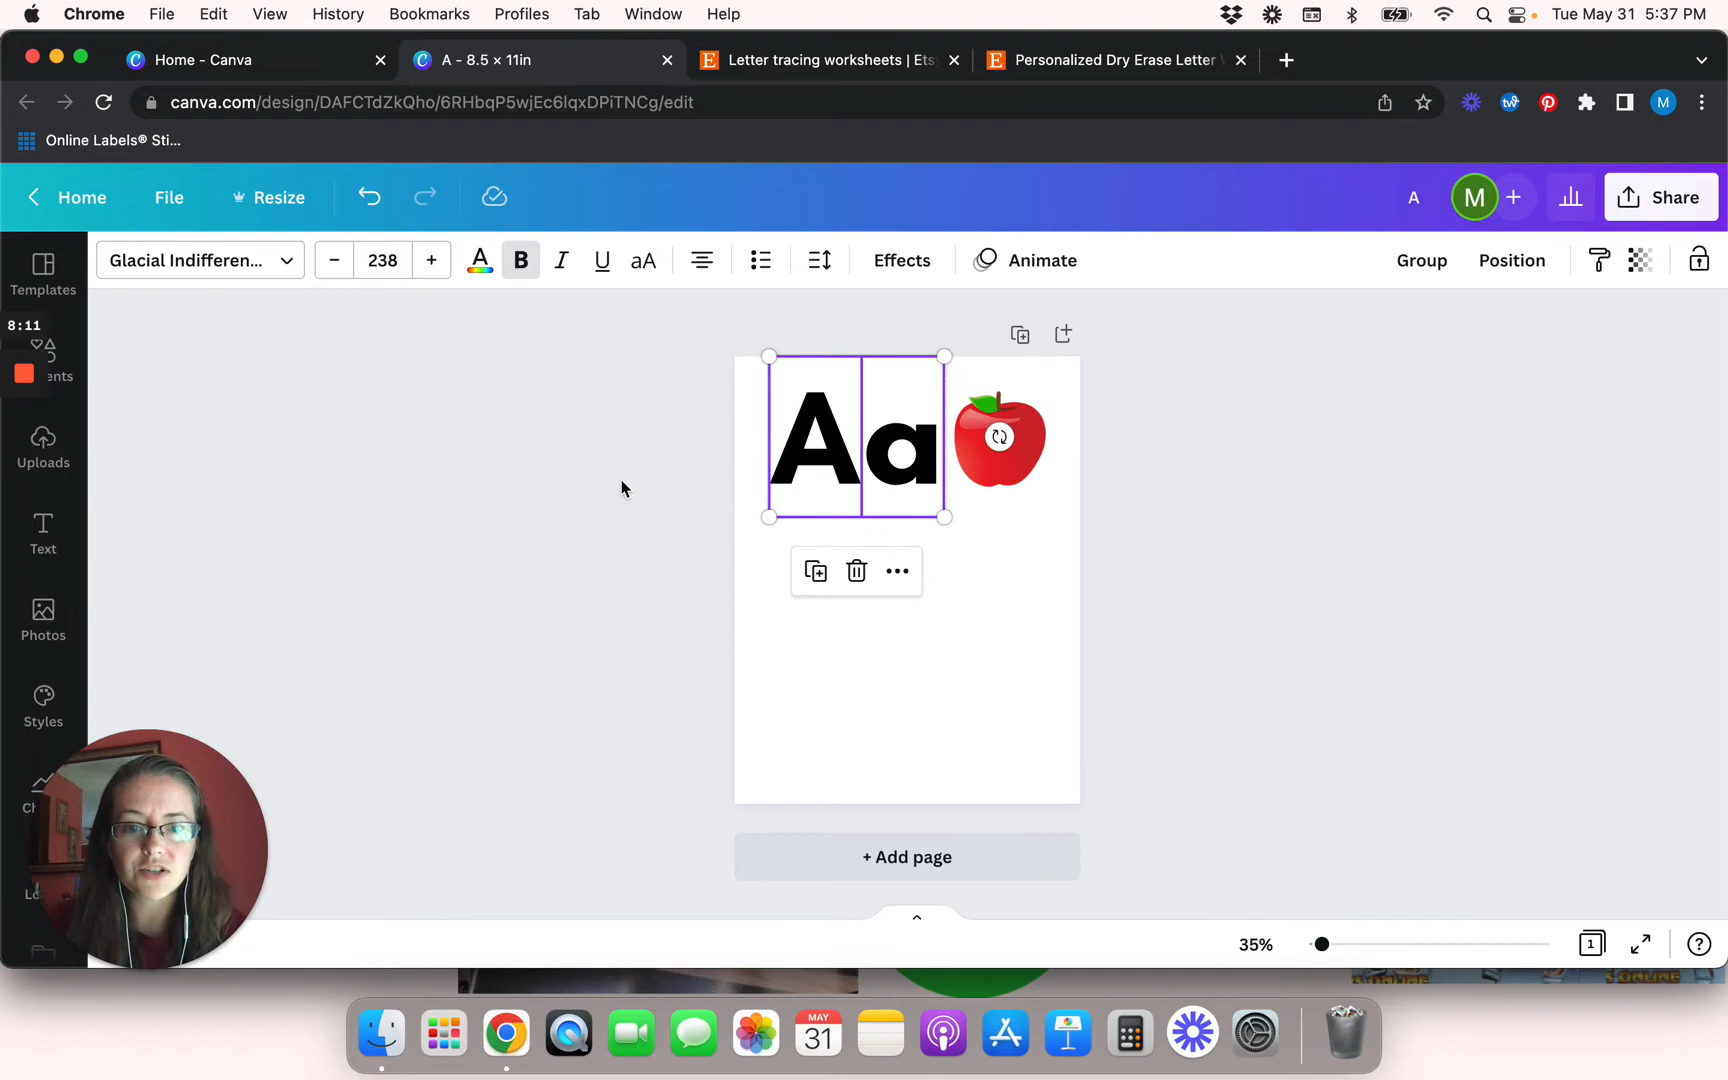 Chrome File Edit View History Bookmarks Profiles Tab Window Help Tue May 31 5:37 PM
Home - Canva A - 8.5 × 11in Letter tracing worksheets | Ets Personalized Dry Erase Letter
canva.com/design/DAFCTdZkQho/6RHbqP5wjEc6lqxDPiTNCg/edit
Online Labels® Sti...
Home File Resize A M + Share
Glacial Indifferen... − 238 + A B I U aA Effects Animate Group Position
Templates
8:11
ents
Uploads
Text
Photos
Styles
Aa
+ Add page
35% 1 ?
MAY
31